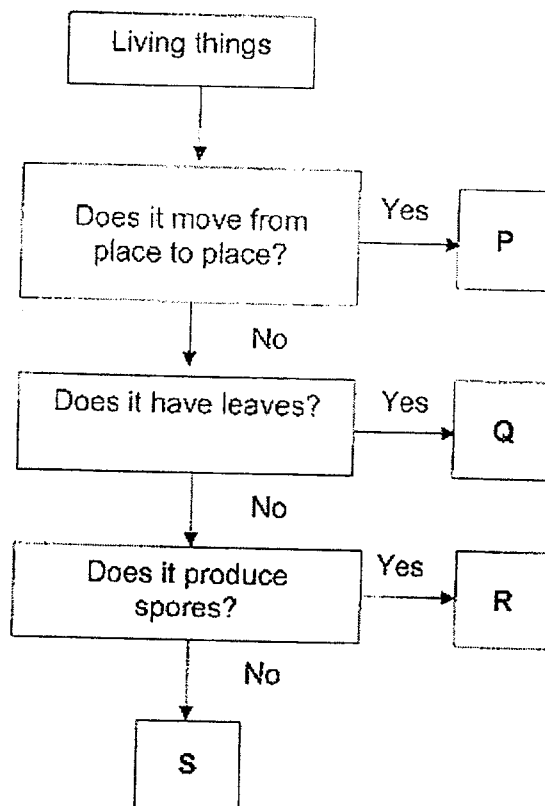 Living things
Does it move from
place to place?
Yes
P
No
Does it have leaves?
Yes
Q
No
Does it produce
spores?
Yes
R
No
S